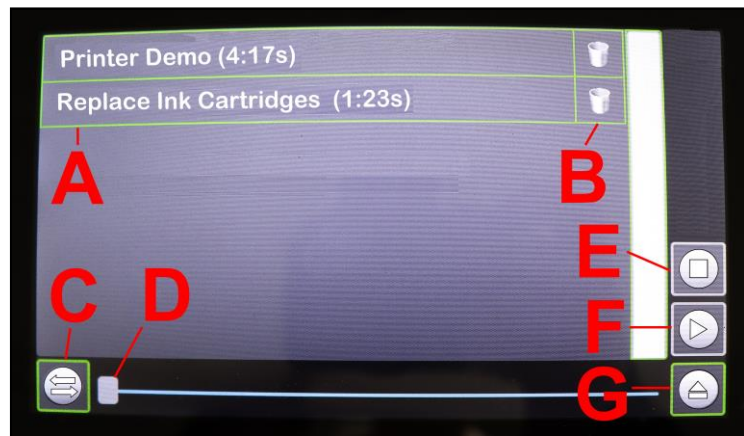 Printer Demo (4:17s)
Replace Ink Cartridges (1:23s)
A
B
C
D
E
F
G